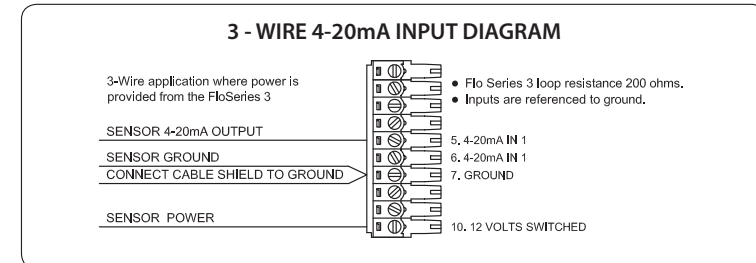 3 - WIRE 4-20mA INPUT DIAGRAM
3-Wire application where power is
provided from the FloSeries 3
SENSOR 4-20mA OUTPUT
SENSOR GROUND
CONNECT CABLE SHIELD TO GROUND
SENSOR POWER
• Flo Series 3 loop resistance 200 ohms.
• Inputs are referenced to ground.
5. 4-20mA IN 1
6. 4-20mA IN 1
7. GROUND
10. 12 VOLTS SWITCHED